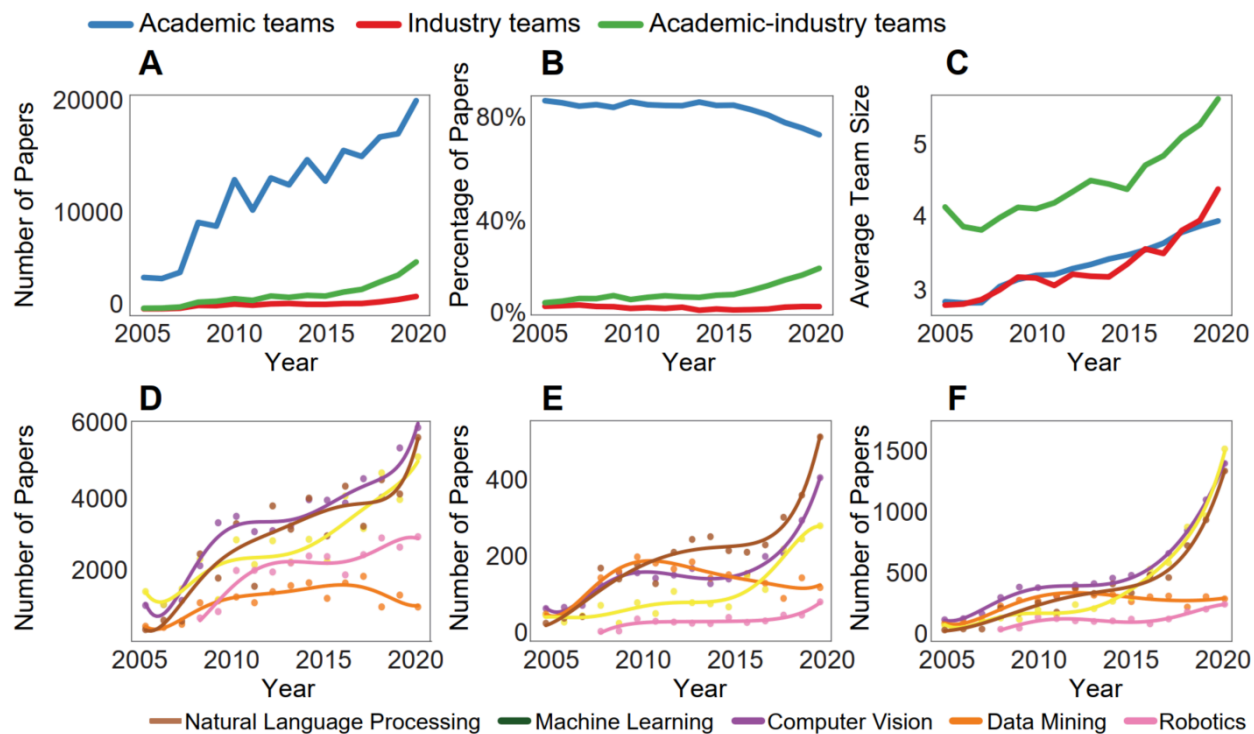 Academic teams Industry teams Academic-industry teams
A
Number of Papers
20000
10000
0
2005 2010 2015 2020
Year
B
Percentage of Papers
80%
40%
0%
2005 2010 2015 2020
Year
C
Average Team Size
5
4
3
2005 2010 2015 2020
Year
D
Number of Papers
6000
4000
2000
2005 2010 2015 2020
Year
E
Number of Papers
400
200
0
2005 2010 2015 2020
Year
F
Number of Papers
1500
1000
500
0
2005 2010 2015 2020
Year
Natural Language Processing Machine Learning Computer Vision Data Mining Robotics